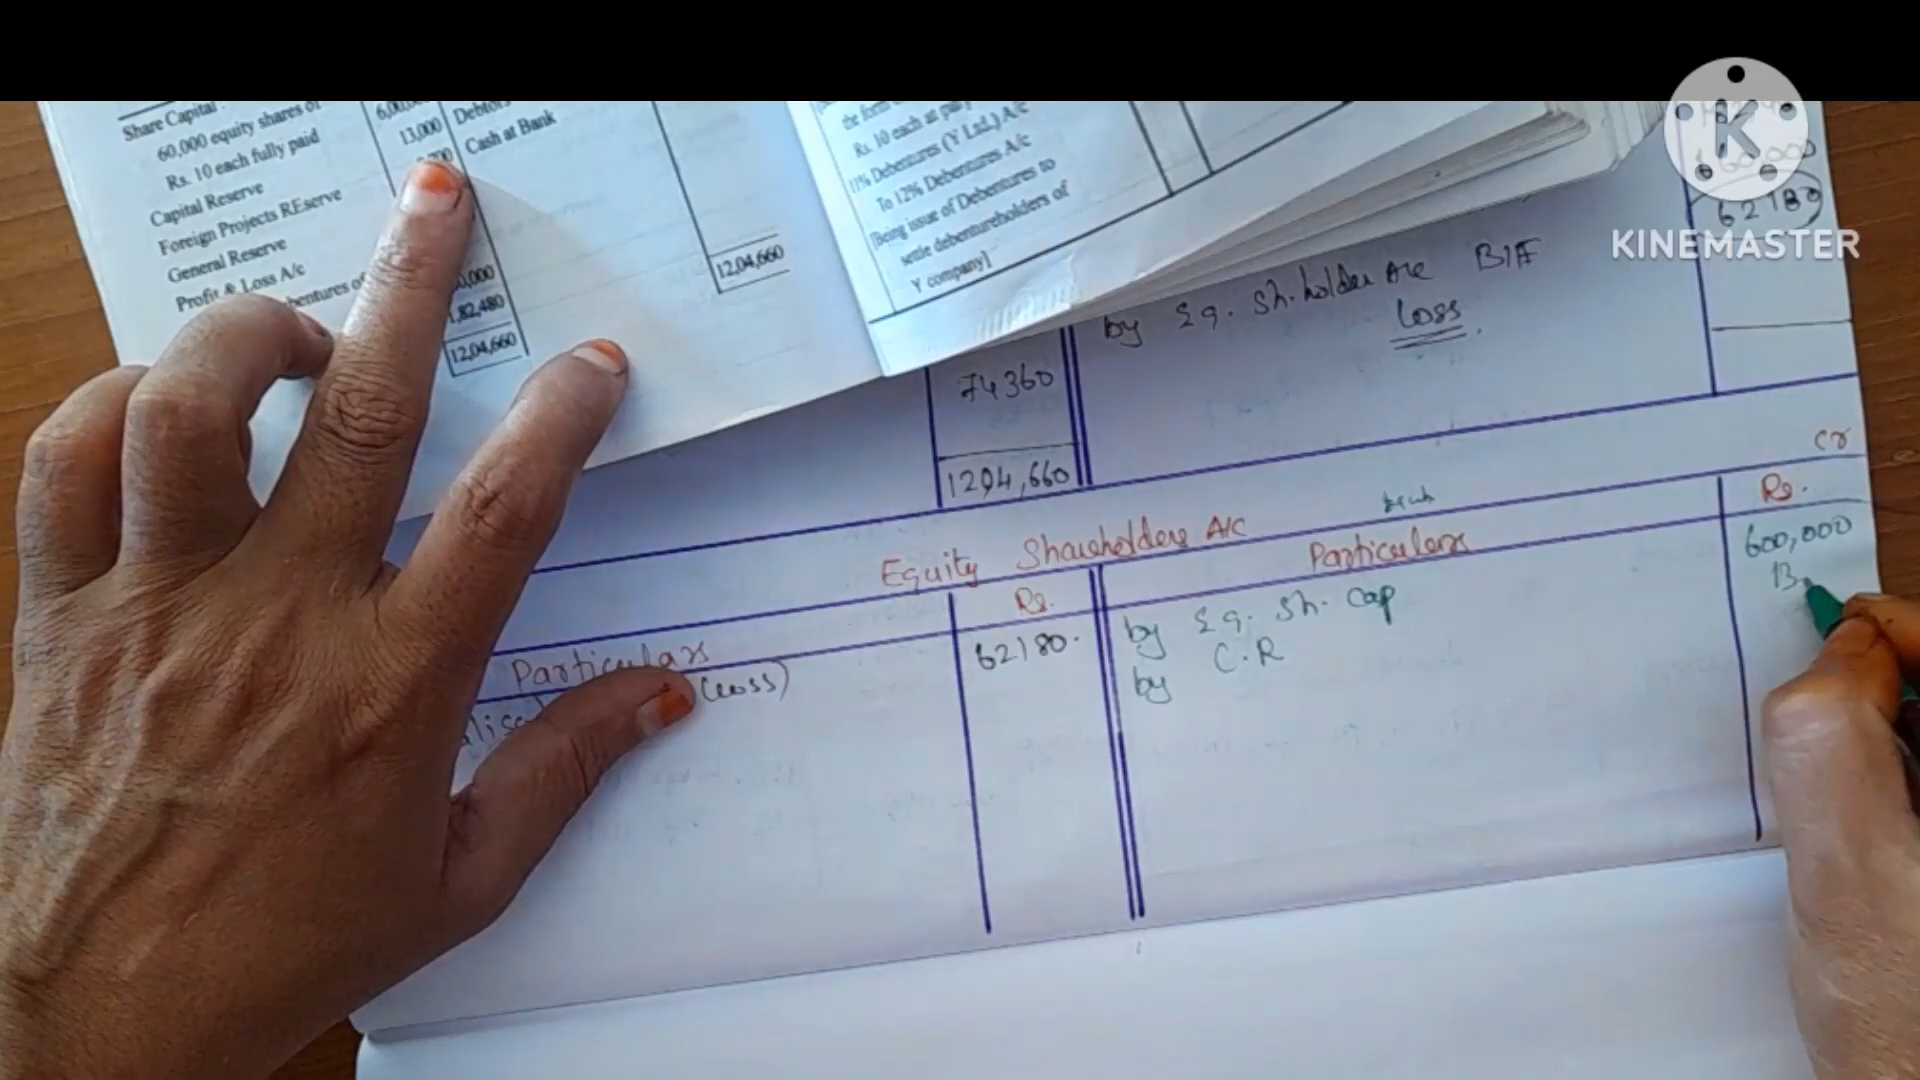 Share Capital :
60,000 equity shares of
Rs. 10 each fully paid
Capital Reserve
Foreign Projects REserve
General Reserve
Profit & Loss A/c
13,000
1,82,480
12,04,660
Debtors
Cash at Bank
12,04,660
Rs. 10 each at par
11% Debentures (Y Ltd.) A/c
To 12% Debentures A/c
[Being issue of Debentures to
settle debentureholders of
Y company]
KINEMASTER
62180
by Eq. Sh. holder A/c B/F
Loss
74360
1294,660
Cr
Equity Shareholders A/C
Particulars
Rs.
Particulars
Rs.
(loss)
62180.
by Eq. Sh. Cap
600,000
by C.R
13